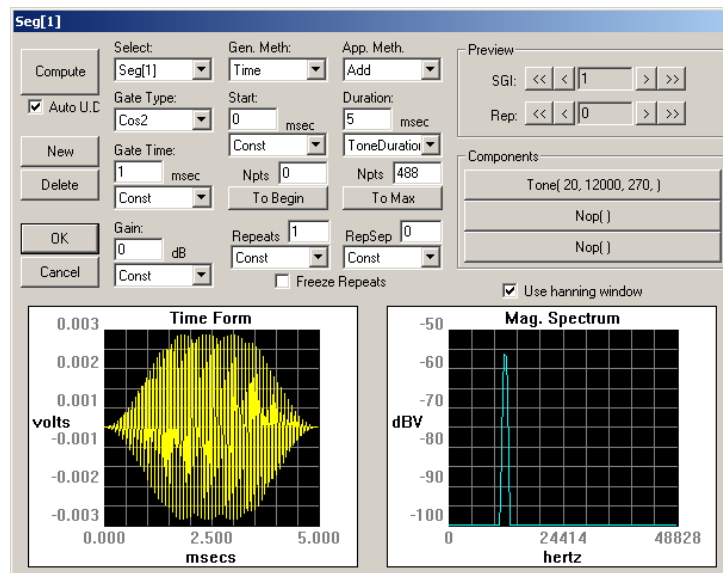 Seg[1]
Select: Gen. Meth: App. Meth.
Compute Seg[1] Time Add
Auto U.D
Gate Type: Start: Duration:
Cos2 0 msec 5 msec
Const ToneDuration
New Gate Time:
1 msec Npts 0 Npts 488
Delete Const To Begin To Max
OK Gain: Repeats 1 RepSep 0
0 dB Const Const
Cancel Const Freeze Repeats
Preview
SGI: << < 1 > >>
Rep: << < 0 > >>
Components
Tone( 20, 12000, 270, )
Nop( )
Nop( )
Use hanning window
Time Form
0.003
0.002
0.001
volts
-0.001
-0.002
-0.003
0.000 2.500 5.000
msecs
Mag. Spectrum
-50
-60
-70
dBV
-80
-90
-100
0 24414 48828
hertz